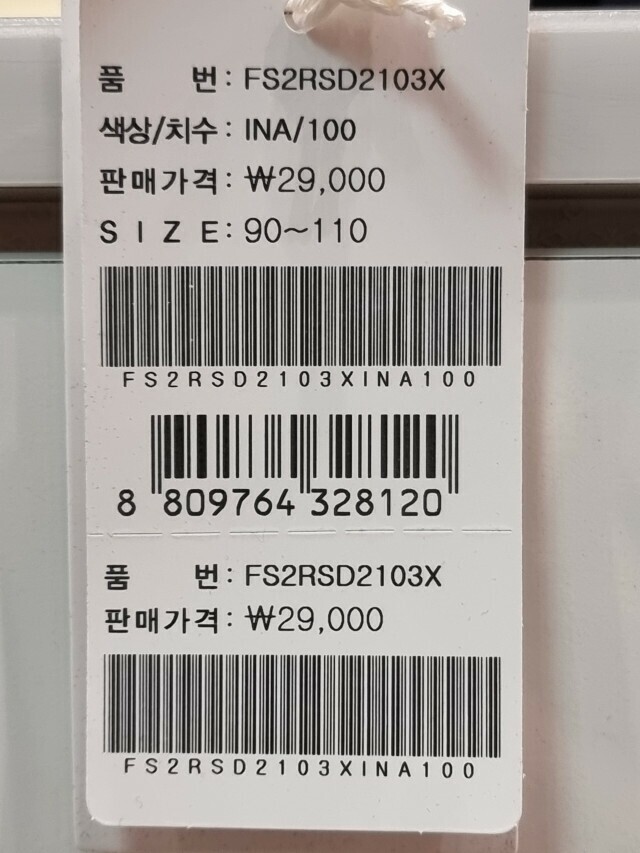 품 번: FS2RSD2103X
색상/치수: INA/100
판매가격: ₩29,000
S I Z E: 90~110
FS2RSD2103XINA100
8 809764 328120
품 번: FS2RSD2103X
판매가격: ₩29,000
FS2RSD2103XINA100